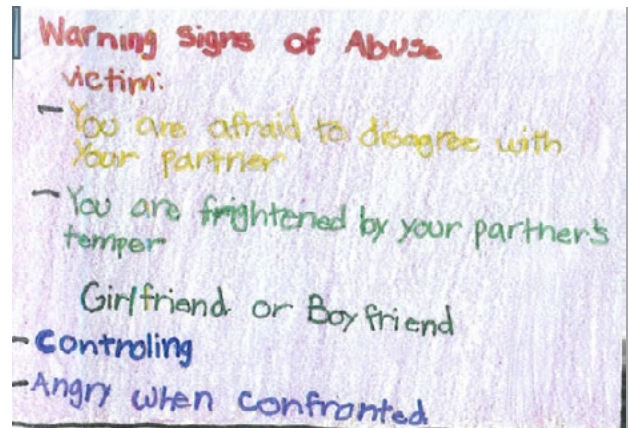 Warning Signs of Abuse
victim:
- You are afraid to disagree with
Your partner
- You are frightened by your partner's
temper
Girlfriend or Boyfriend
- Controling
- Angry when confronted